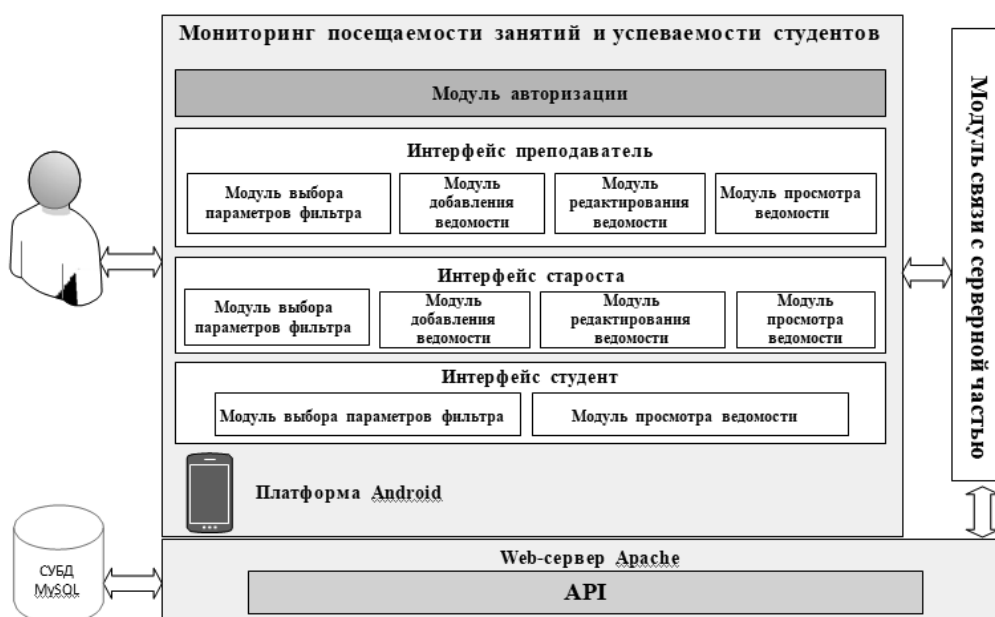 Мониторинг посещаемости занятий и успеваемости студентов
Модуль авторизации
Интерфейс преподаватель
Модуль выбора
параметров фильтра
Модуль
добавления
ведомости
Модуль
редактирования
ведомости
Модуль просмотра
ведомости
Интерфейс староста
Модуль выбора
параметров фильтра
Модуль
добавления
ведомости
Модуль
редактирования
ведомости
Модуль
просмотра
ведомости
Интерфейс студент
Модуль выбора параметров фильтра
Модуль просмотра ведомости
Платформа Android
Модуль связи с серверной частью
СУБД
MySQL
Web-сервер Apache
API